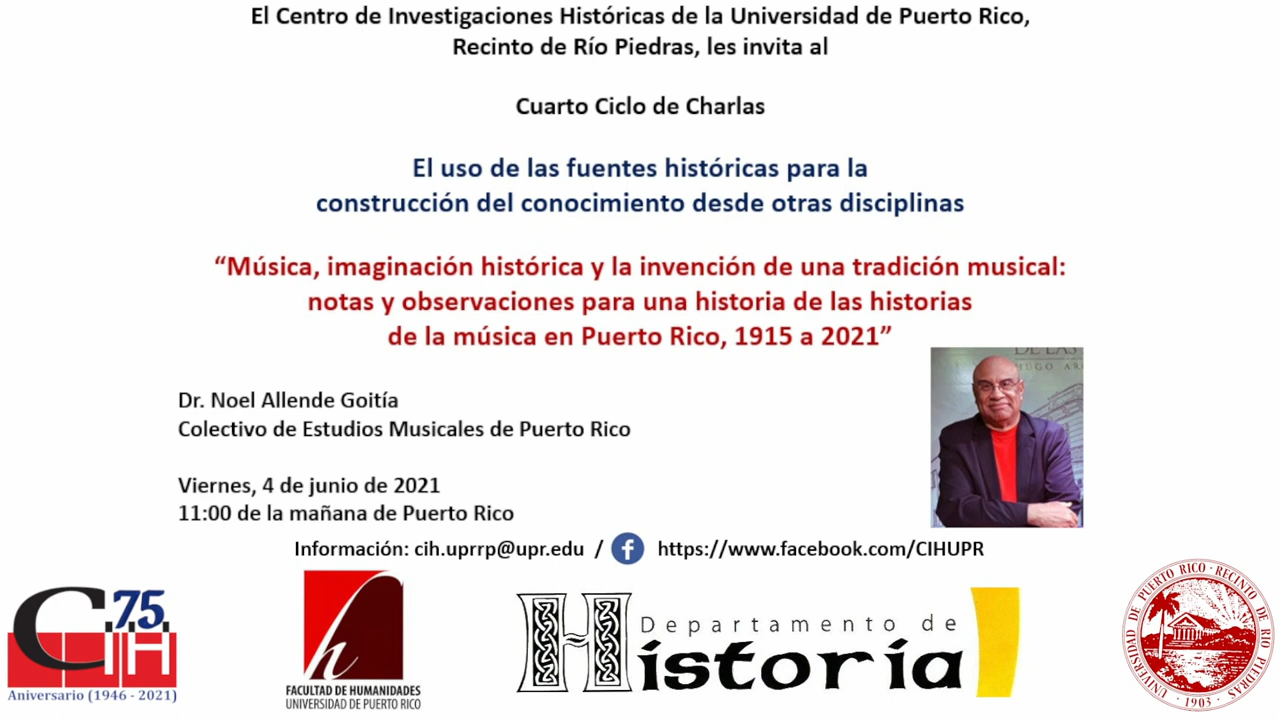 El Centro de Investigaciones Históricas de la Universidad de Puerto Rico,
Recinto de Río Piedras, les invita al
Cuarto Ciclo de Charlas
El uso de las fuentes históricas para la
construcción del conocimiento desde otras disciplinas
“Música, imaginación histórica y la invención de una tradición musical:
notas y observaciones para una historia de las historias
de la música en Puerto Rico, 1915 a 2021”
DE LAS
HUGO
Dr. Noel Allende Goitía
Colectivo de Estudios Musicales de Puerto Rico
Viernes, 4 de junio de 2021
11:00 de la mañana de Puerto Rico
Información: cih.uprrp@upr.edu / f https://www.facebook.com/CIHUPR
CIH 75
Aniversario (1946 - 2021)
h
FACULTAD DE HUMANIDADES
UNIVERSIDAD DE PUERTO RICO
Departamento de
Historia
UNIVERSIDAD DE PUERTO RICO · RECINTO DE RÍO PIEDRAS
·1903·